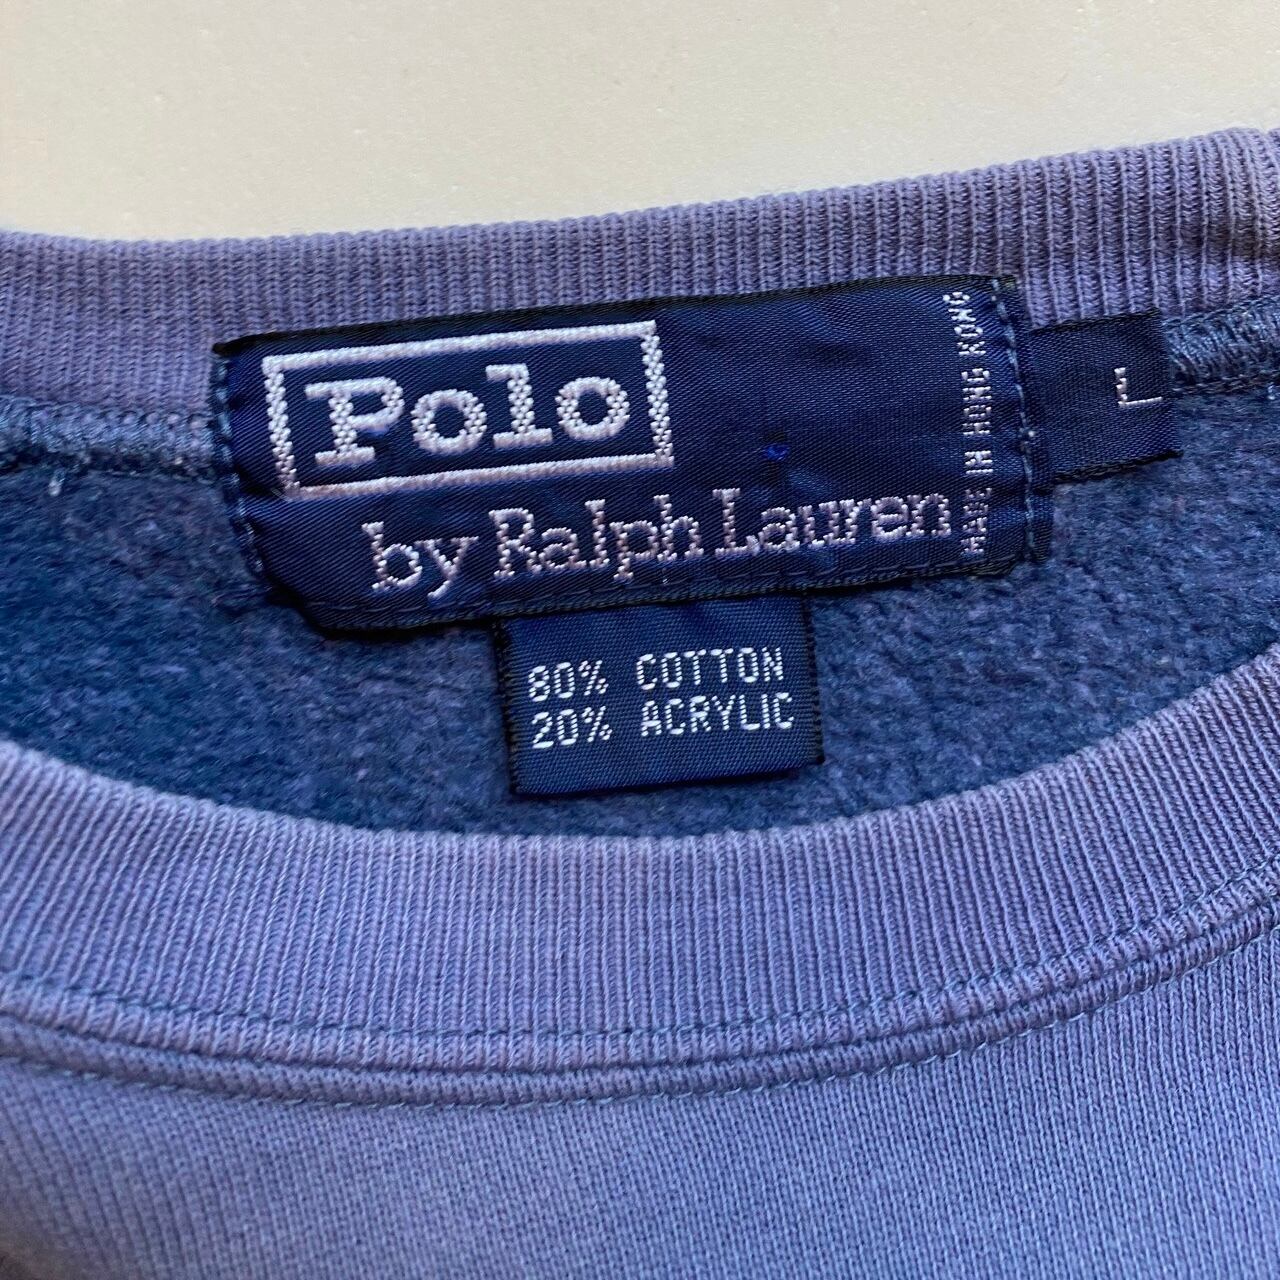 Polo
by Ralph Lauren
MADE IN HONG KONG
L
80% COTTON
20% ACRYLIC